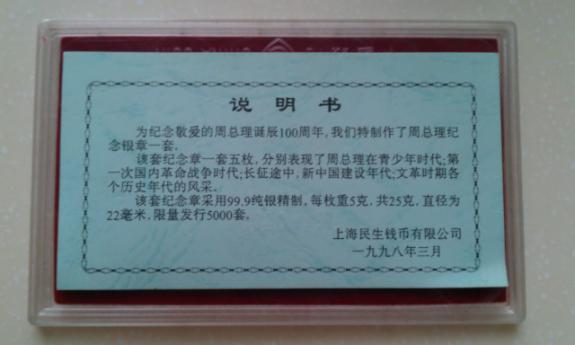 说明书
为纪念敬爱的周总理诞辰100周年,我们特制作了周总理纪
念银章一套。
该套纪念章一套五枚,分别表现了周总理在青少年时代;第
一次国内革命战争时代;长征途中,新中国建设年代;文革时期各
个历史年代的风采。
该套纪念章采用99.9纯银精制,每枚重5克,共25克,直径为
22毫米,限量发行5000套。
上海民生钱币有限公司
一九九八年三月